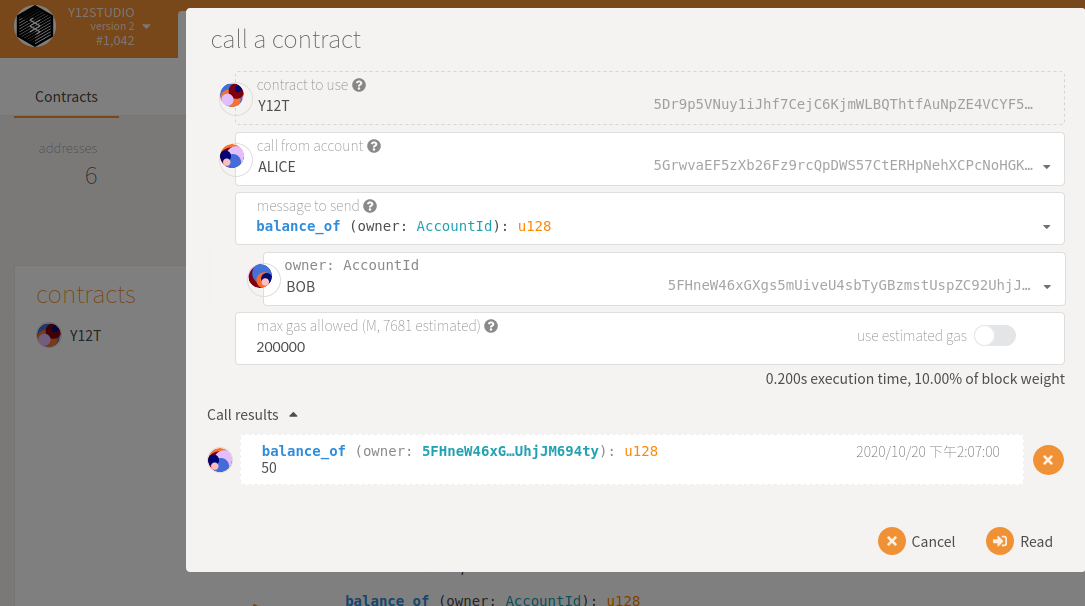 Y12STUDIO
version 2
#1,042
Contracts
addresses
6
contracts
Y12T
call a contract
contract to use
Y12T 5Dr9p5VNuy1iJhf7CejC6KjmWLBQThtfAuNpZE4VCYF5…
call from account
ALICE 5GrwvaEF5zXb26Fz9rcQpDWS57CtERHpNehXCPcNoHGK…
message to send
balance_of (owner: AccountId): u128
owner: AccountId
BOB 5FHneW46xGXgs5mUiveU4sbTyGBzmstUspZC92UhjJ…
max gas allowed (M, 7681 estimated)
200000 use estimated gas
0.200s execution time, 10.00% of block weight
Call results
balance_of (owner: 5FHneW46xG…UhjJM694ty): u128 2020/10/20 下午2:07:00
50
Cancel Read
balance_of (owner: AccountId): u128